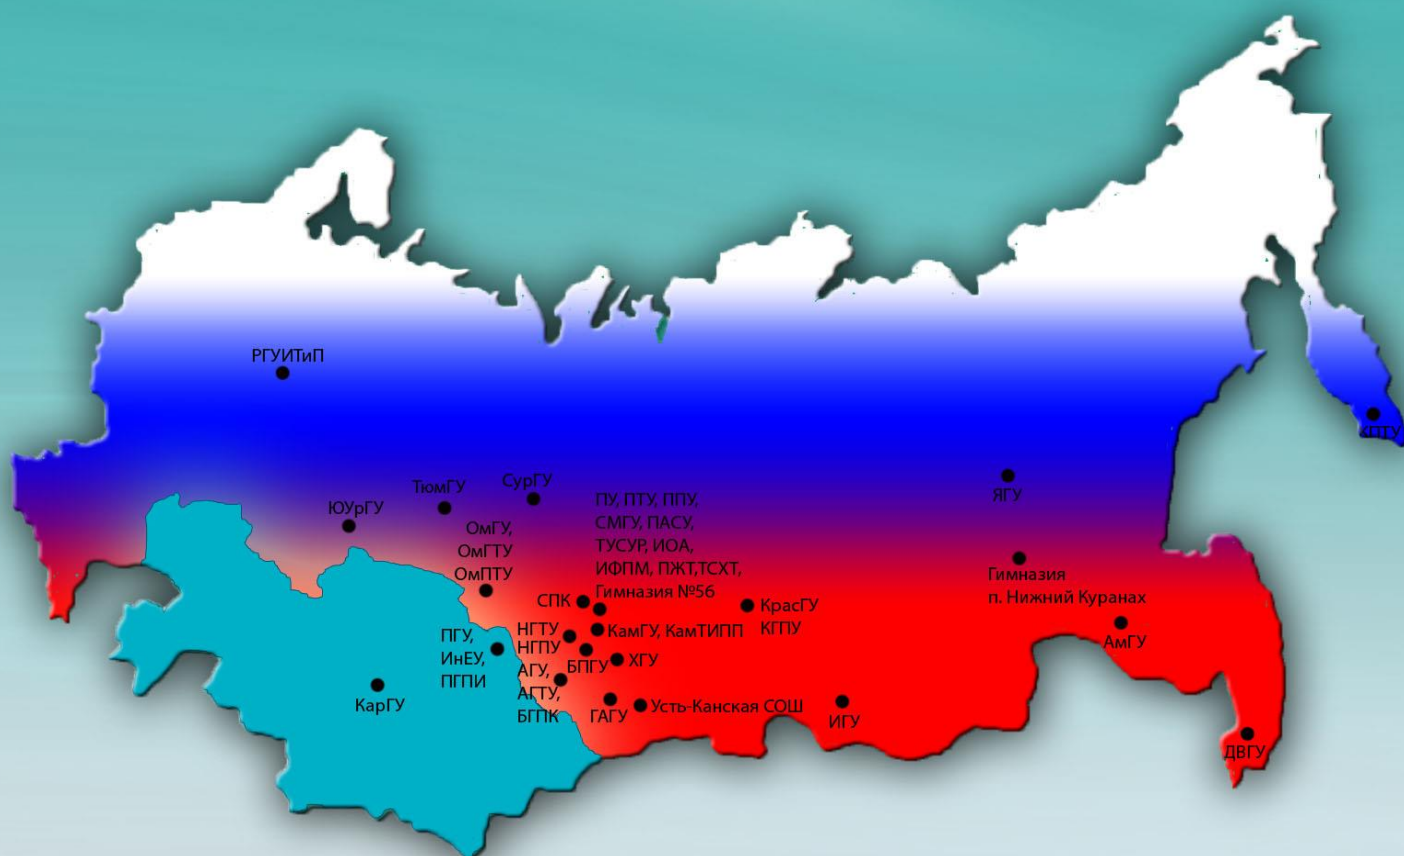 РГУИТиП
КПТУ
СурГУ
ТюмГУ
ЮУрГУ
ЯГУ
ПУ, ПТУ, ППУ,
СМГУ, ПАСУ,
ТУСУР, ИОА,
ИФПМ, ПЖТ,ТСХТ,
Гимназия №56
ОмГУ,
ОмГТУ
ОмПТУ
Гимназия
п. Нижний Куранах
СПК
КрасГУ
КГПУ
НГТУ
НГПУ
КамГУ, КамТИПП
АмГУ
ПГУ,
ИнЕУ,
ПГПИ
БПГУ
ХГУ
АГУ,
АГТУ,
БГПК
КарГУ
ГАГУ
Усть-Канская СОШ
ИГУ
ДВГУ